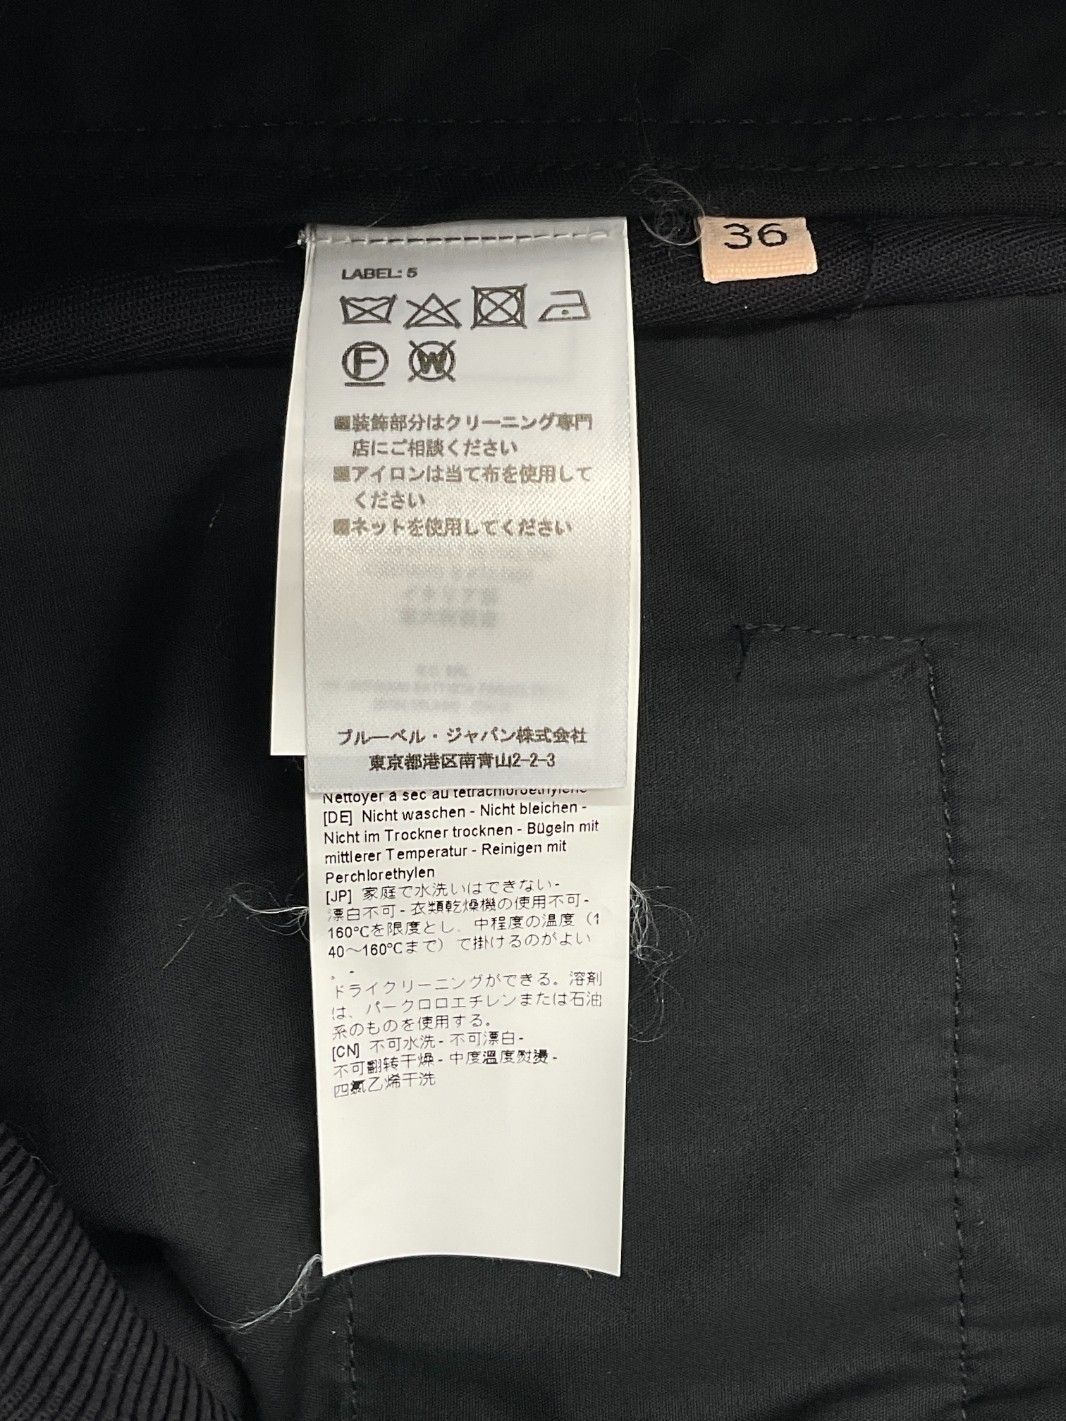 36
LABEL: 5
F
W
装飾部分はクリーニング専門
店にご相談ください
アイロンは当て布を使用して
ください
ネットを使用してください
ブルーベル・ジャパン株式会社
東京都港区南青山2-2-3
Nettoyer à sec au tétrachloroéthylène
[DE] Nicht waschen - Nicht bleichen -
Nicht im Trockner trocknen - Bügeln mit
mittlerer Temperatur - Reinigen mit
Perchlorethylen
[JP] 家庭で水洗いはできない -
漂白不可 - 衣類乾燥機の使用不可 -
160℃を限度とし、中程度の温度（1
40～160℃まで）で掛けるのがよい
。 -
ドライクリーニングができる。溶剤
は、パークロロエチレンまたは石油
系のものを使用する。
[CN] 不可水洗 - 不可漂白 -
不可翻转干燥 - 中度溫度熨燙 -
四氯乙烯干洗